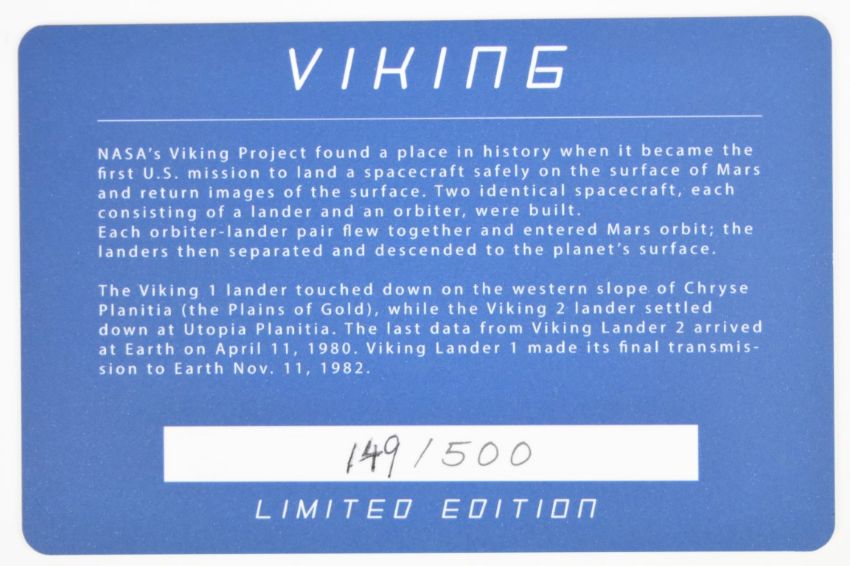 VIKING
NASA's Viking Project found a place in history when it became the
first U.S. mission to land a spacecraft safely on the surface of Mars
and return images of the surface. Two identical spacecraft, each
consisting of a lander and an orbiter, were built.
Each orbiter-lander pair flew together and entered Mars orbit; the
landers then separated and descended to the planet's surface.
The Viking 1 lander touched down on the western slope of Chryse
Planitia (the Plains of Gold), while the Viking 2 lander settled
down at Utopia Planitia. The last data from Viking Lander 2 arrived
at Earth on April 11, 1980. Viking Lander 1 made its final transmis-
sion to Earth Nov. 11, 1982.
149/500
LIMITED EDITION